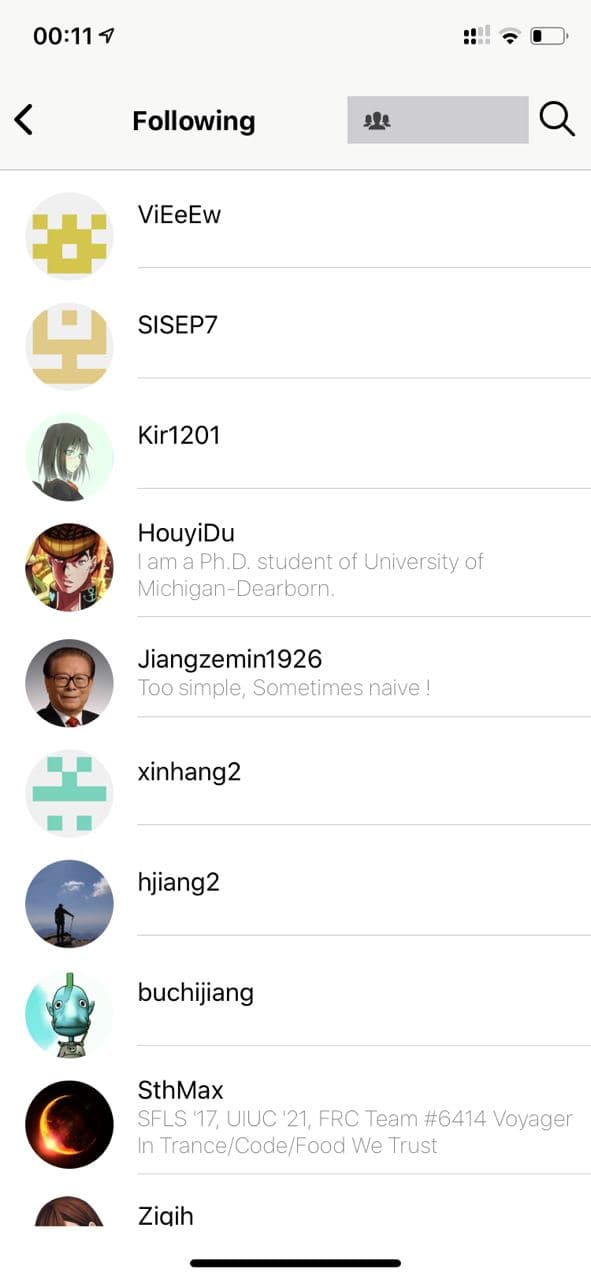 00:11
Following
ViEeEw
SISEP7
Kir1201
HouyiDu
I am a Ph.D. student of University of
Michigan-Dearborn.
Jiangzemin1926
Too simple, Sometimes naive !
xinhang2
hjiang2
buchijiang
SthMax
SFLS '17, UIUC '21, FRC Team #6414 Voyager
In Trance/Code/Food We Trust
Ziqih